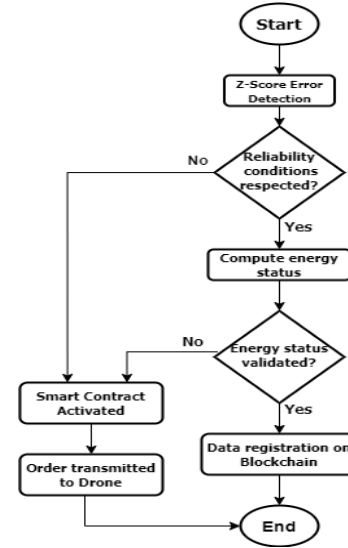 Start
Z-Score Error
Detection
No
Reliability
conditions
respected?
Yes
Compute energy
status
No
Energy status
validated?
Yes
Smart Contract
Activated
Data registration on
Blockchain
Order transmitted
to Drone
End